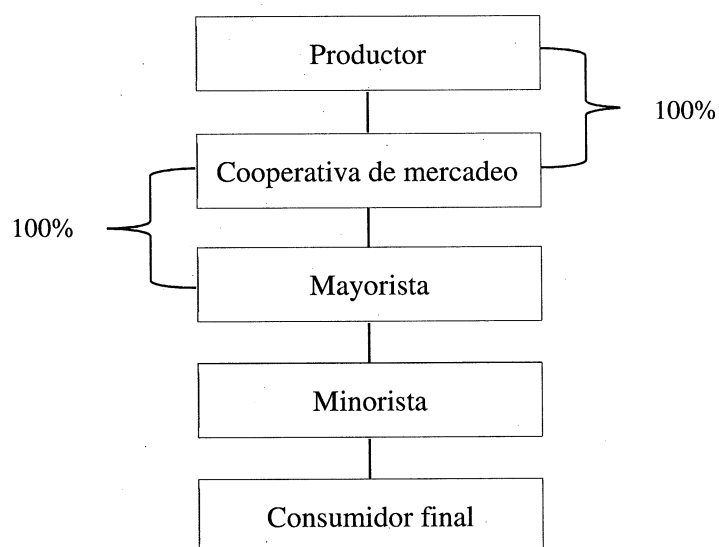 Productor
100%
Cooperativa de mercadeo
100%
Mayorista
Minorista
Consumidor final